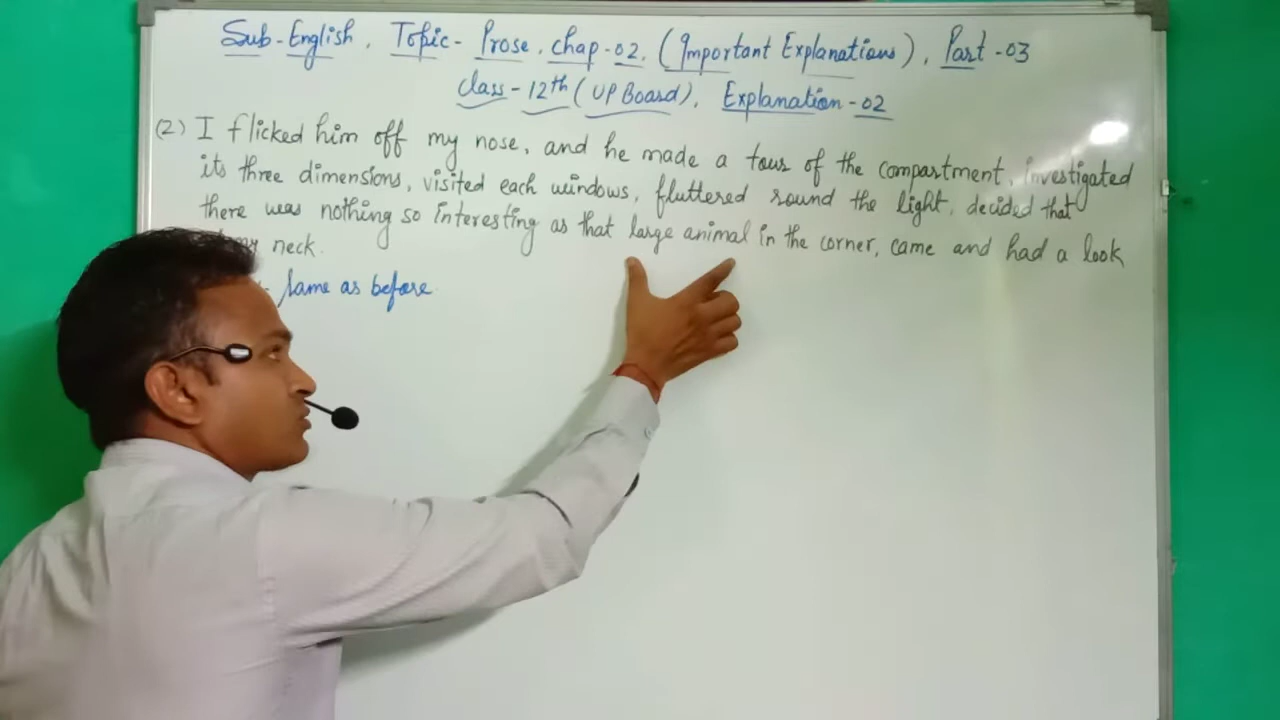 Sub-English, Topic- Prose, chap-02, (Important Explanations), Part-03
Class-12th (UP Board), Explanation-02
(2) I flicked him off my nose, and he made a tour of the compartment, investigated
its three dimensions, visited each windows, fluttered round the light, decided that
there was nothing so interesting as that large animal in the corner, came and had a look
neck.
same as before.